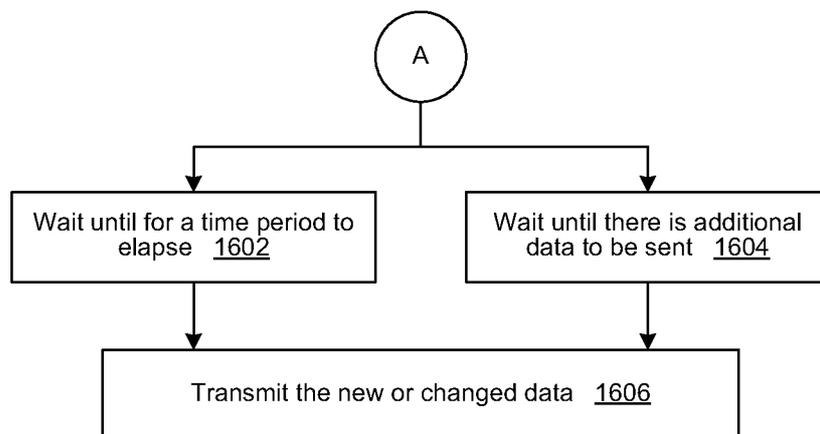 A
Wait until for a time period to
elapse 1602
Wait until there is additional
data to be sent 1604
Transmit the new or changed data 1606